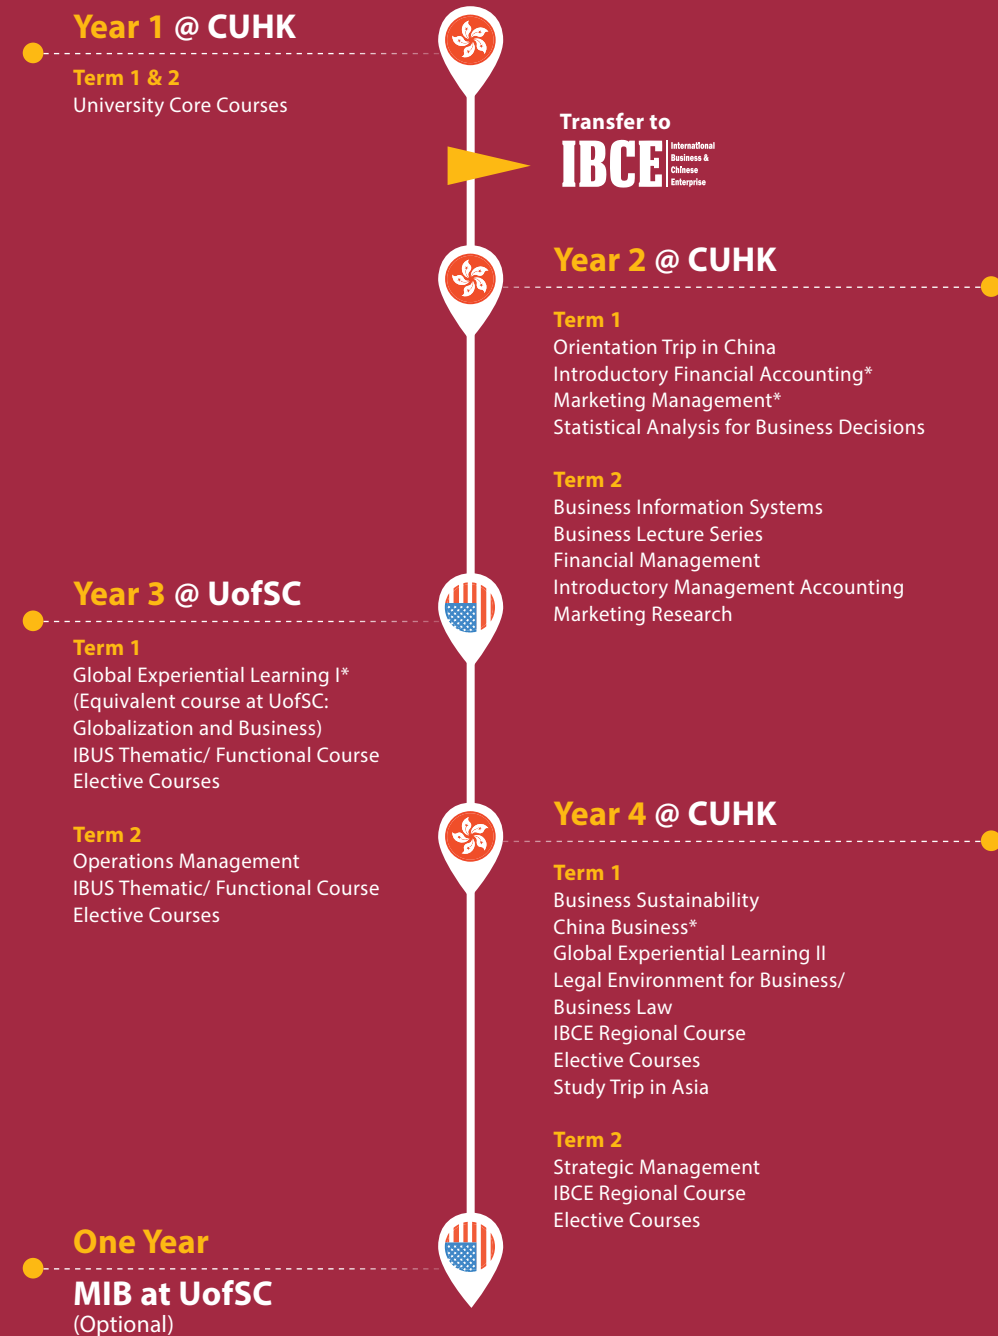 Year 1 @ CUHK
Term 1 & 2
University Core Courses
Transfer to
IBCE
International
Business &
Chinese
Enterprise
Year 2 @ CUHK
Term 1
Orientation Trip in China
Introductory Financial Accounting*
Marketing Management*
Statistical Analysis for Business Decisions
Term 2
Business Information Systems
Business Lecture Series
Financial Management
Introductory Management Accounting
Marketing Research
Year 3 @ UofSC
Term 1
Global Experiential Learning I*
(Equivalent course at UofSC:
Globalization and Business)
IBUS Thematic/ Functional Course
Elective Courses
Term 2
Operations Management
IBUS Thematic/ Functional Course
Elective Courses
Year 4 @ CUHK
Term 1
Business Sustainability
China Business*
Global Experiential Learning II
Legal Environment for Business/
Business Law
IBCE Regional Course
Elective Courses
Study Trip in Asia
Term 2
Strategic Management
IBCE Regional Course
Elective Courses
One Year
MIB at UofSC
(Optional)